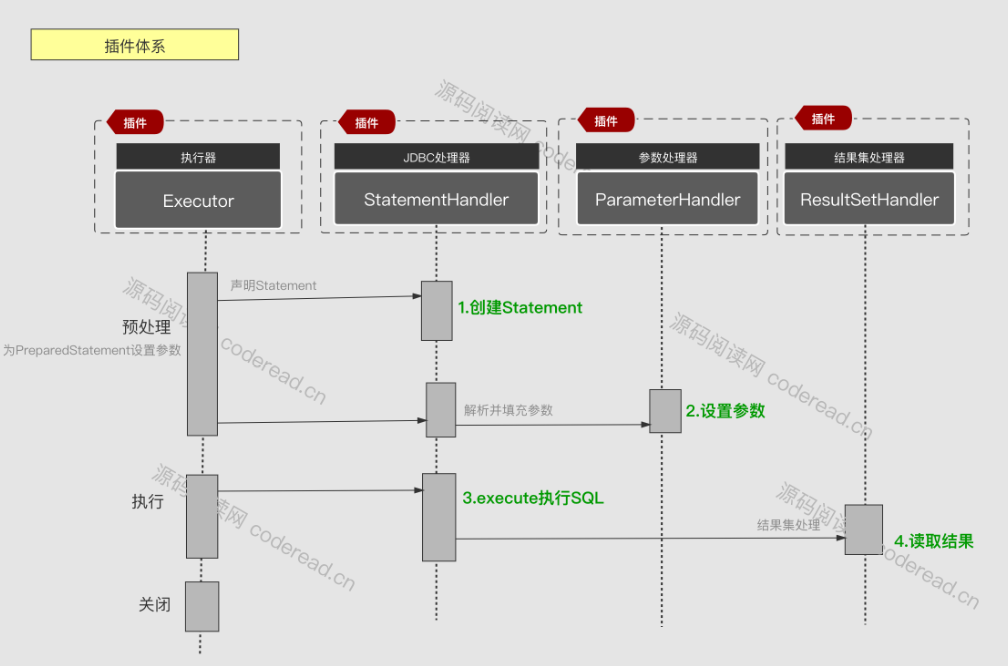 插件体系
插件
插件
插件
插件
执行器
JDBC处理器
参数处理器
结果集处理器
Executor
StatementHandler
ParameterHandler
ResultSetHandler
声明Statement
1.创建Statement
预处理
为PreparedStatement设置参数
解析并填充参数
2.设置参数
执行
3.execute执行SQL
结果集处理
4.读取结果
关闭
源码阅读网 coderead.cn
源码阅读网 coderead.cn
源码阅读网 coderead.cn
源码阅读网 coderead.cn
源码阅读网 coderead.cn